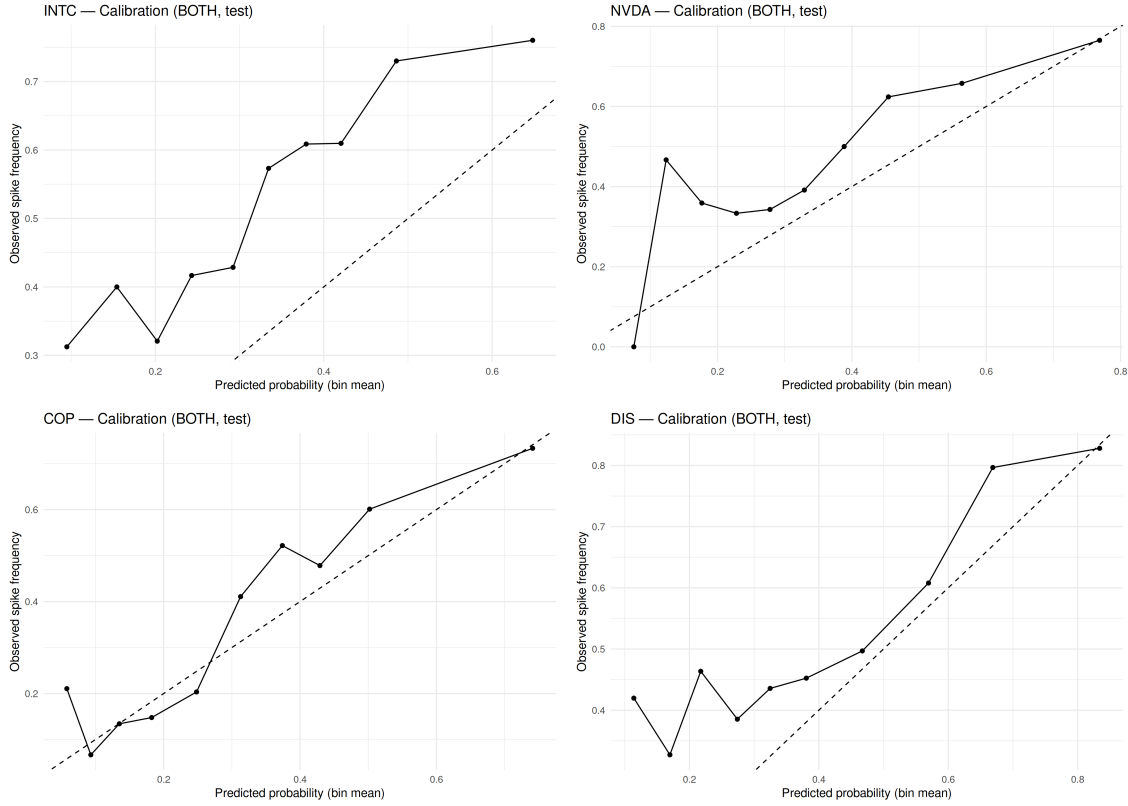 INTC — Calibration (BOTH, test)
Observed spike frequency
0.7
0.6
0.5
0.4
0.3
0.2
0.4
0.6
Predicted probability (bin mean)
NVDA — Calibration (BOTH, test)
Observed spike frequency
0.8
0.6
0.4
0.2
0.0
0.2
0.4
0.6
0.8
Predicted probability (bin mean)
COP — Calibration (BOTH, test)
Observed spike frequency
0.6
0.4
0.2
0.2
0.4
0.6
Predicted probability (bin mean)
DIS — Calibration (BOTH, test)
Observed spike frequency
0.8
0.7
0.6
0.5
0.4
0.2
0.4
0.6
0.8
Predicted probability (bin mean)